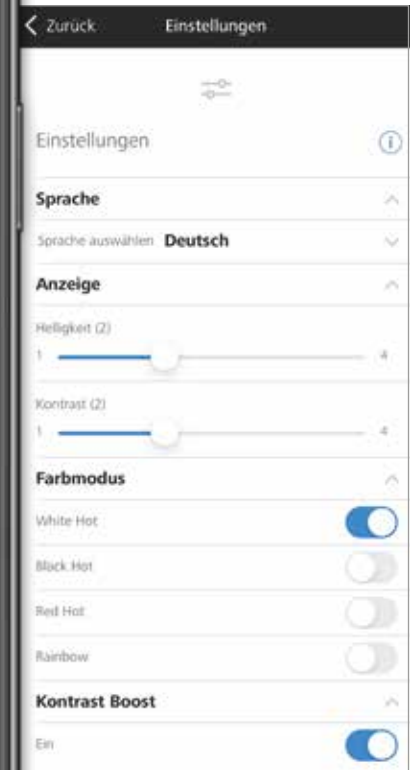 Zurück Einstellungen
Einstellungen
Sprache
Sprache auswählen Deutsch
Anzeige
Helligkeit (2)
1 4
Kontrast (2)
1 4
Farbmodus
White Hot
Black Hot
Red Hot
Rainbow
Kontrast Boost
Ein